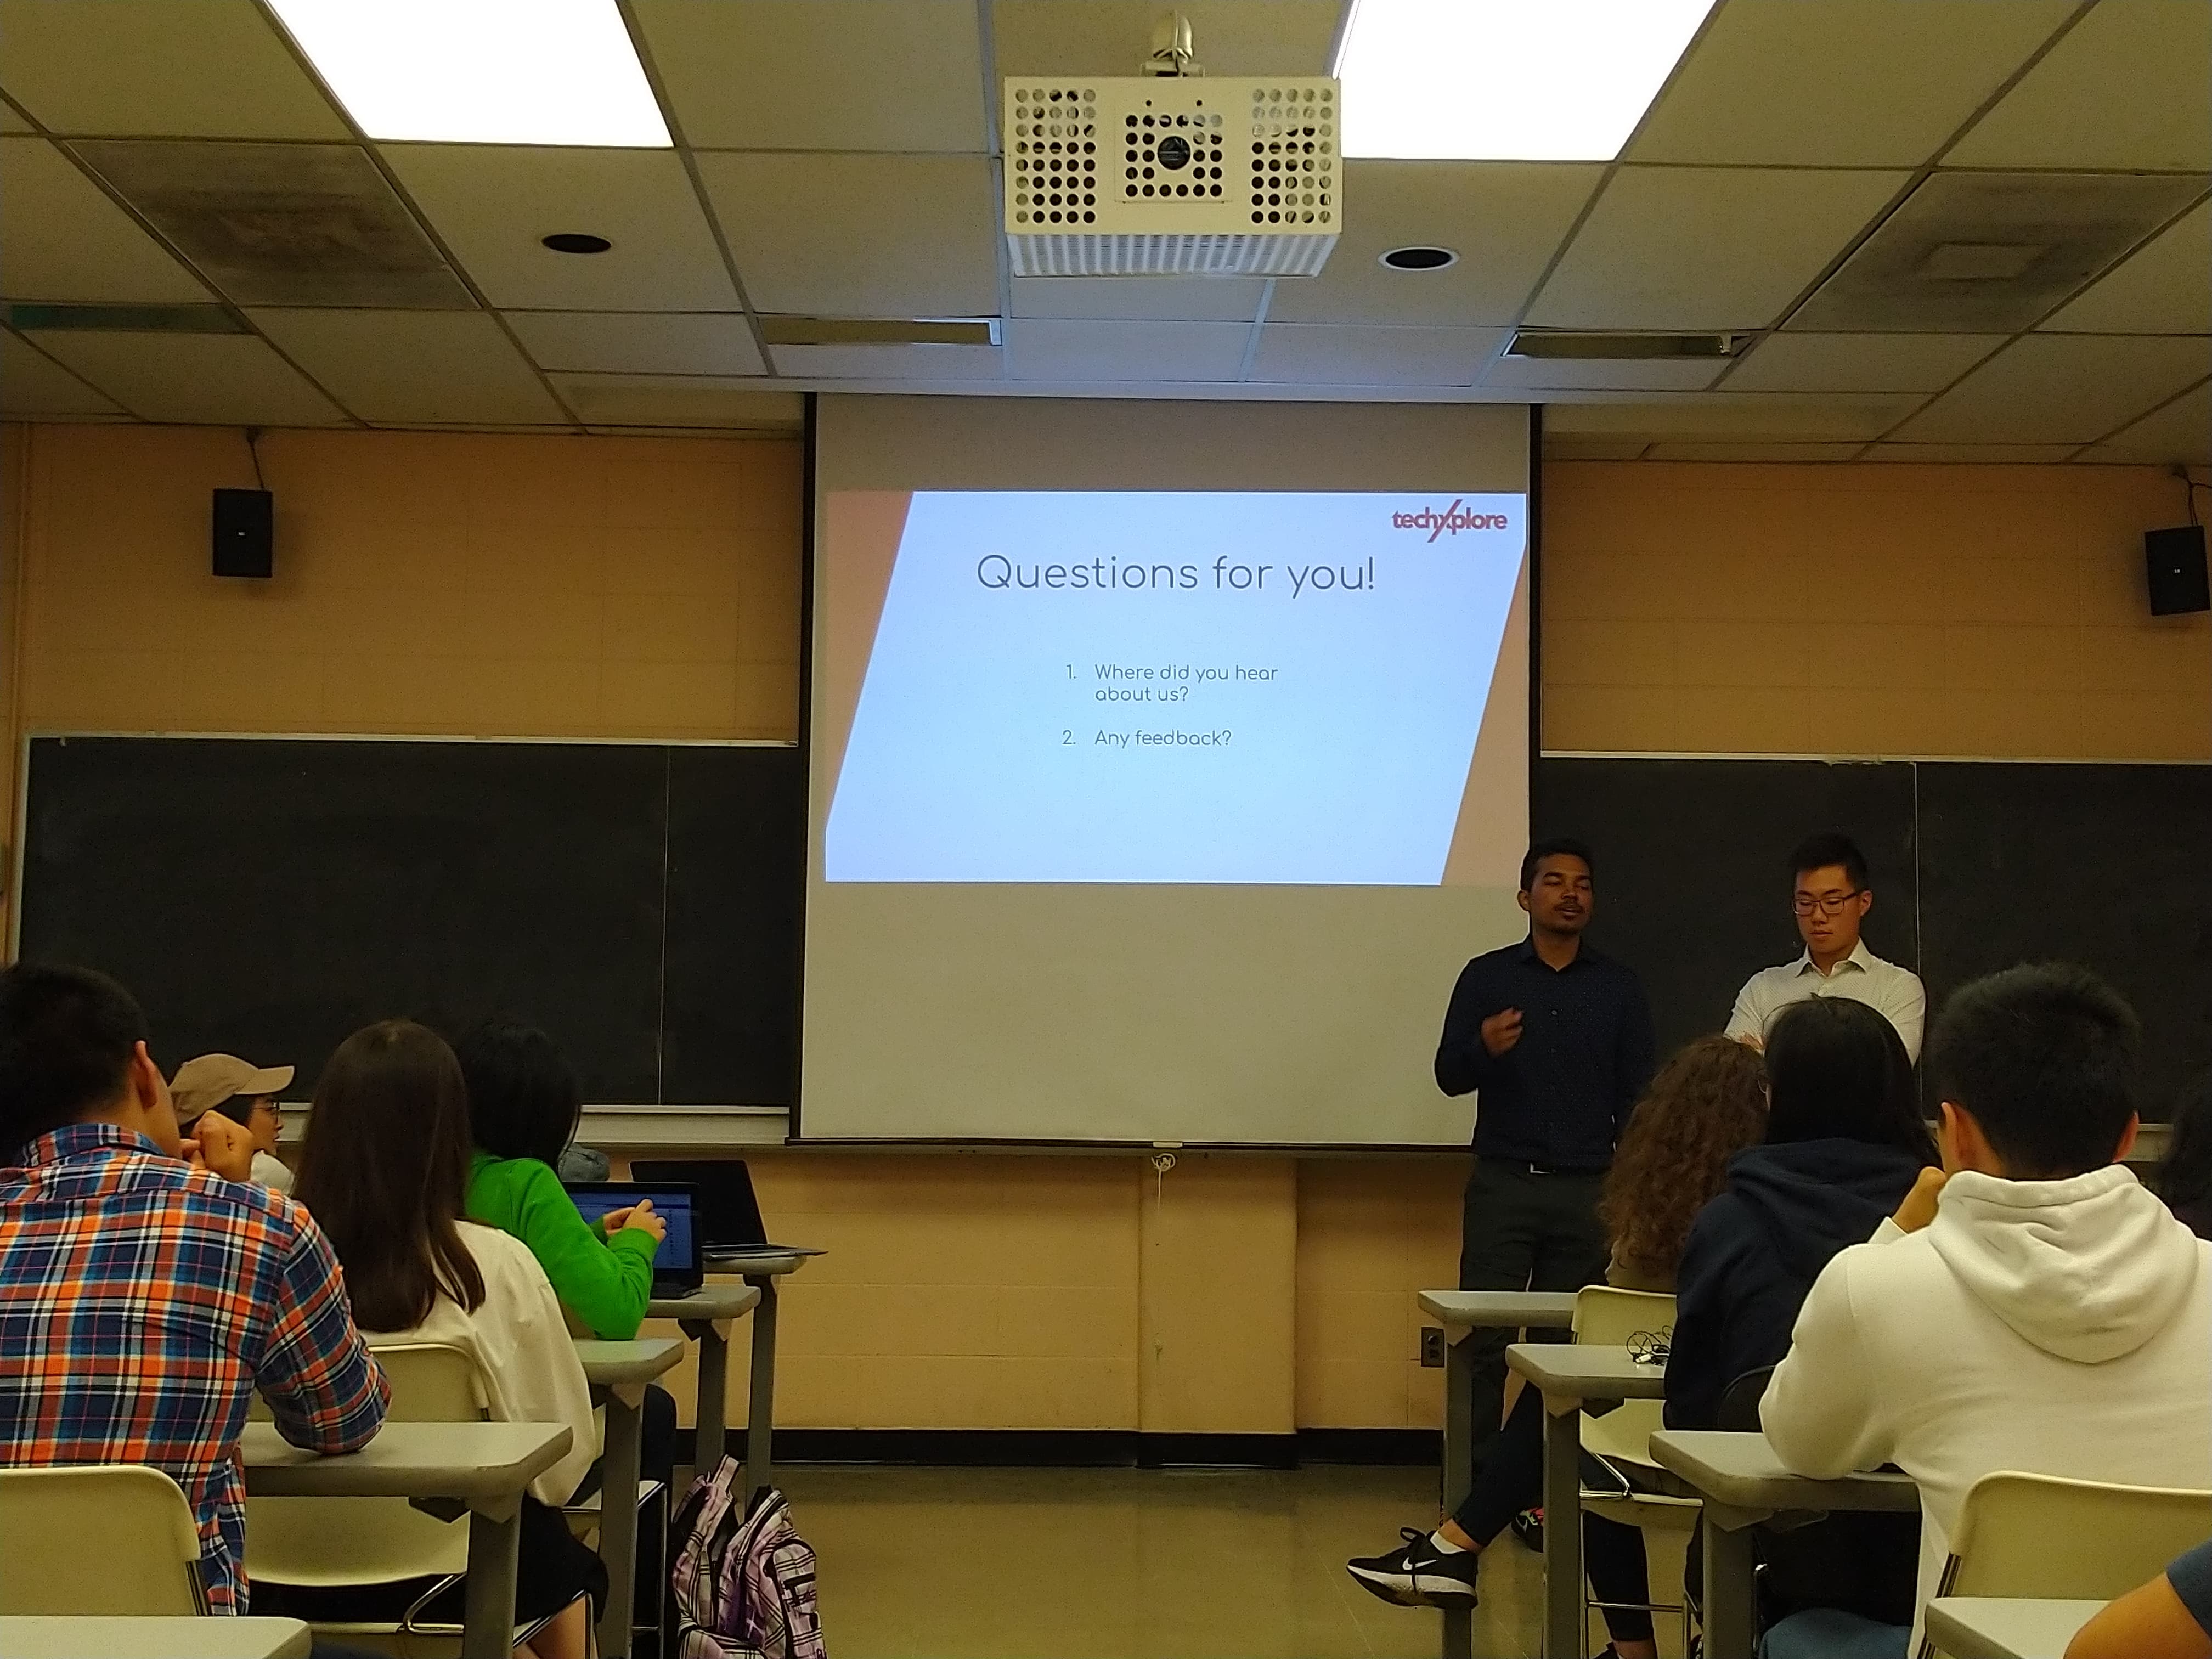 techXplore
Questions for you!
1. Where did you hear
about us?
2. Any feedback?